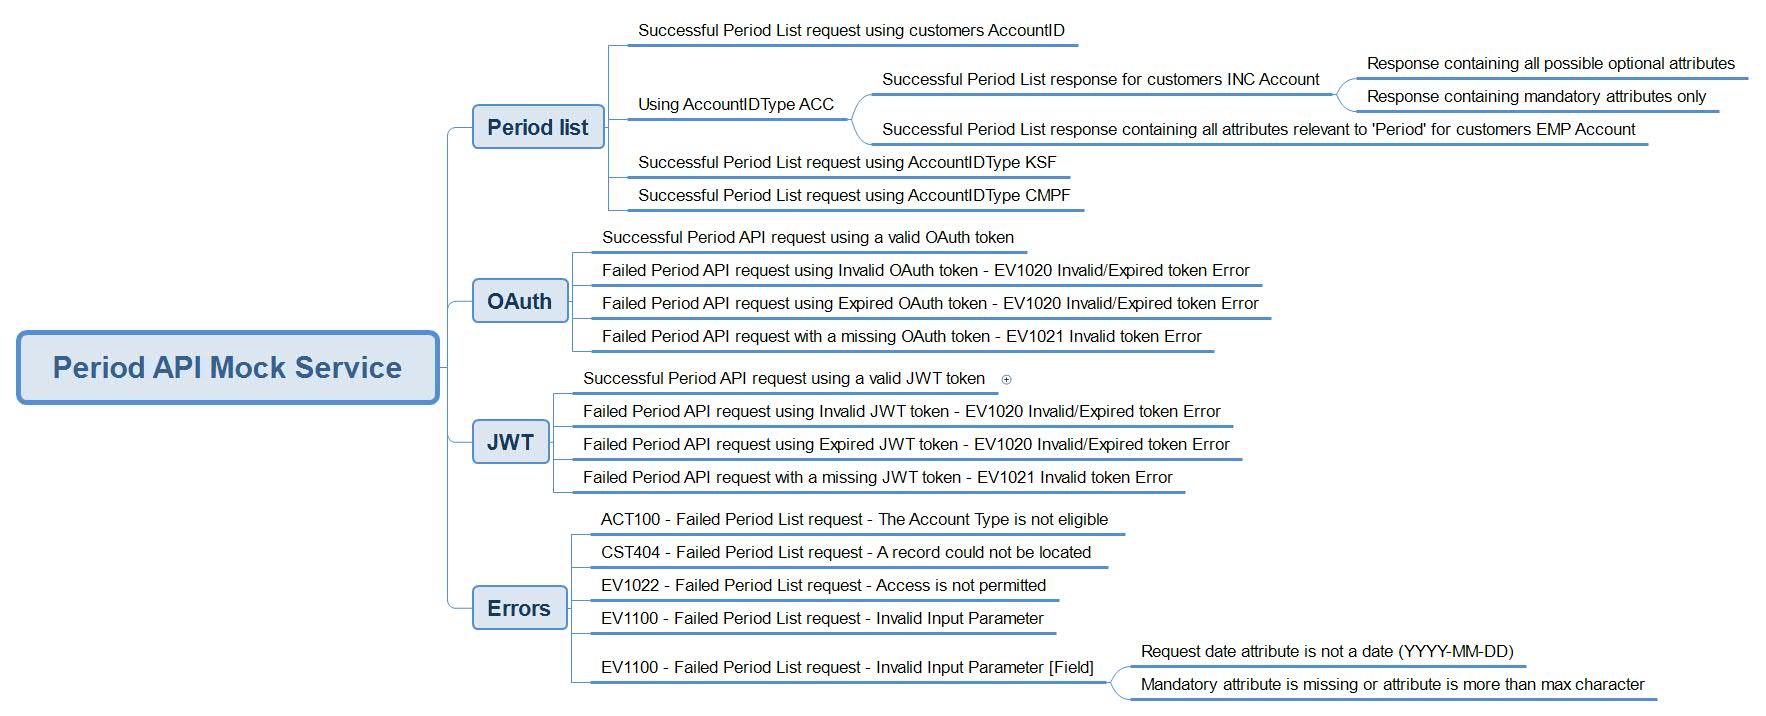 Period API Mock Service
Period list
Successful Period List request using customers AccountID
Using AccountIDType ACC
Successful Period List response for customers INC Account
Response containing all possible optional attributes
Response containing mandatory attributes only
Successful Period List response containing all attributes relevant to 'Period' for customers EMP Account
Successful Period List request using AccountIDType KSF
Successful Period List request using AccountIDType CMPF
OAuth
Successful Period API request using a valid OAuth token
Failed Period API request using Invalid OAuth token - EV1020 Invalid/Expired token Error
Failed Period API request using Expired OAuth token - EV1020 Invalid/Expired token Error
Failed Period API request with a missing OAuth token - EV1021 Invalid token Error
JWT
Successful Period API request using a valid JWT token
Failed Period API request using Invalid JWT token - EV1020 Invalid/Expired token Error
Failed Period API request using Expired JWT token - EV1020 Invalid/Expired token Error
Failed Period API request with a missing JWT token - EV1021 Invalid token Error
Errors
ACT100 - Failed Period List request - The Account Type is not eligible
CST404 - Failed Period List request - A record could not be located
EV1022 - Failed Period List request - Access is not permitted
EV1100 - Failed Period List request - Invalid Input Parameter
EV1100 - Failed Period List request - Invalid Input Parameter [Field]
Request date attribute is not a date (YYYY-MM-DD)
Mandatory attribute is missing or attribute is more than max character